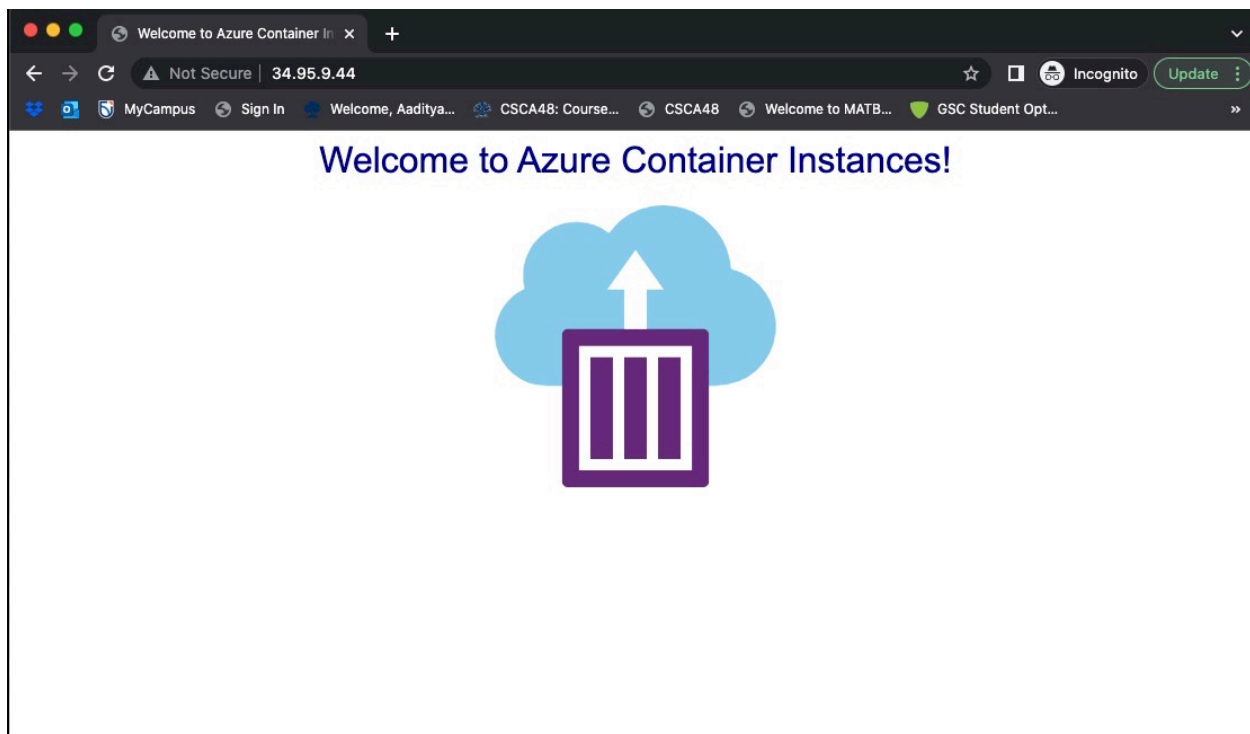 Welcome to Azure Container In
Not Secure | 34.95.9.44 Incognito Update
MyCampus Sign In Welcome, Aaditya... CSCA48: Course... CSCA48 Welcome to MATB... GSC Student Opt... »
Welcome to Azure Container Instances!